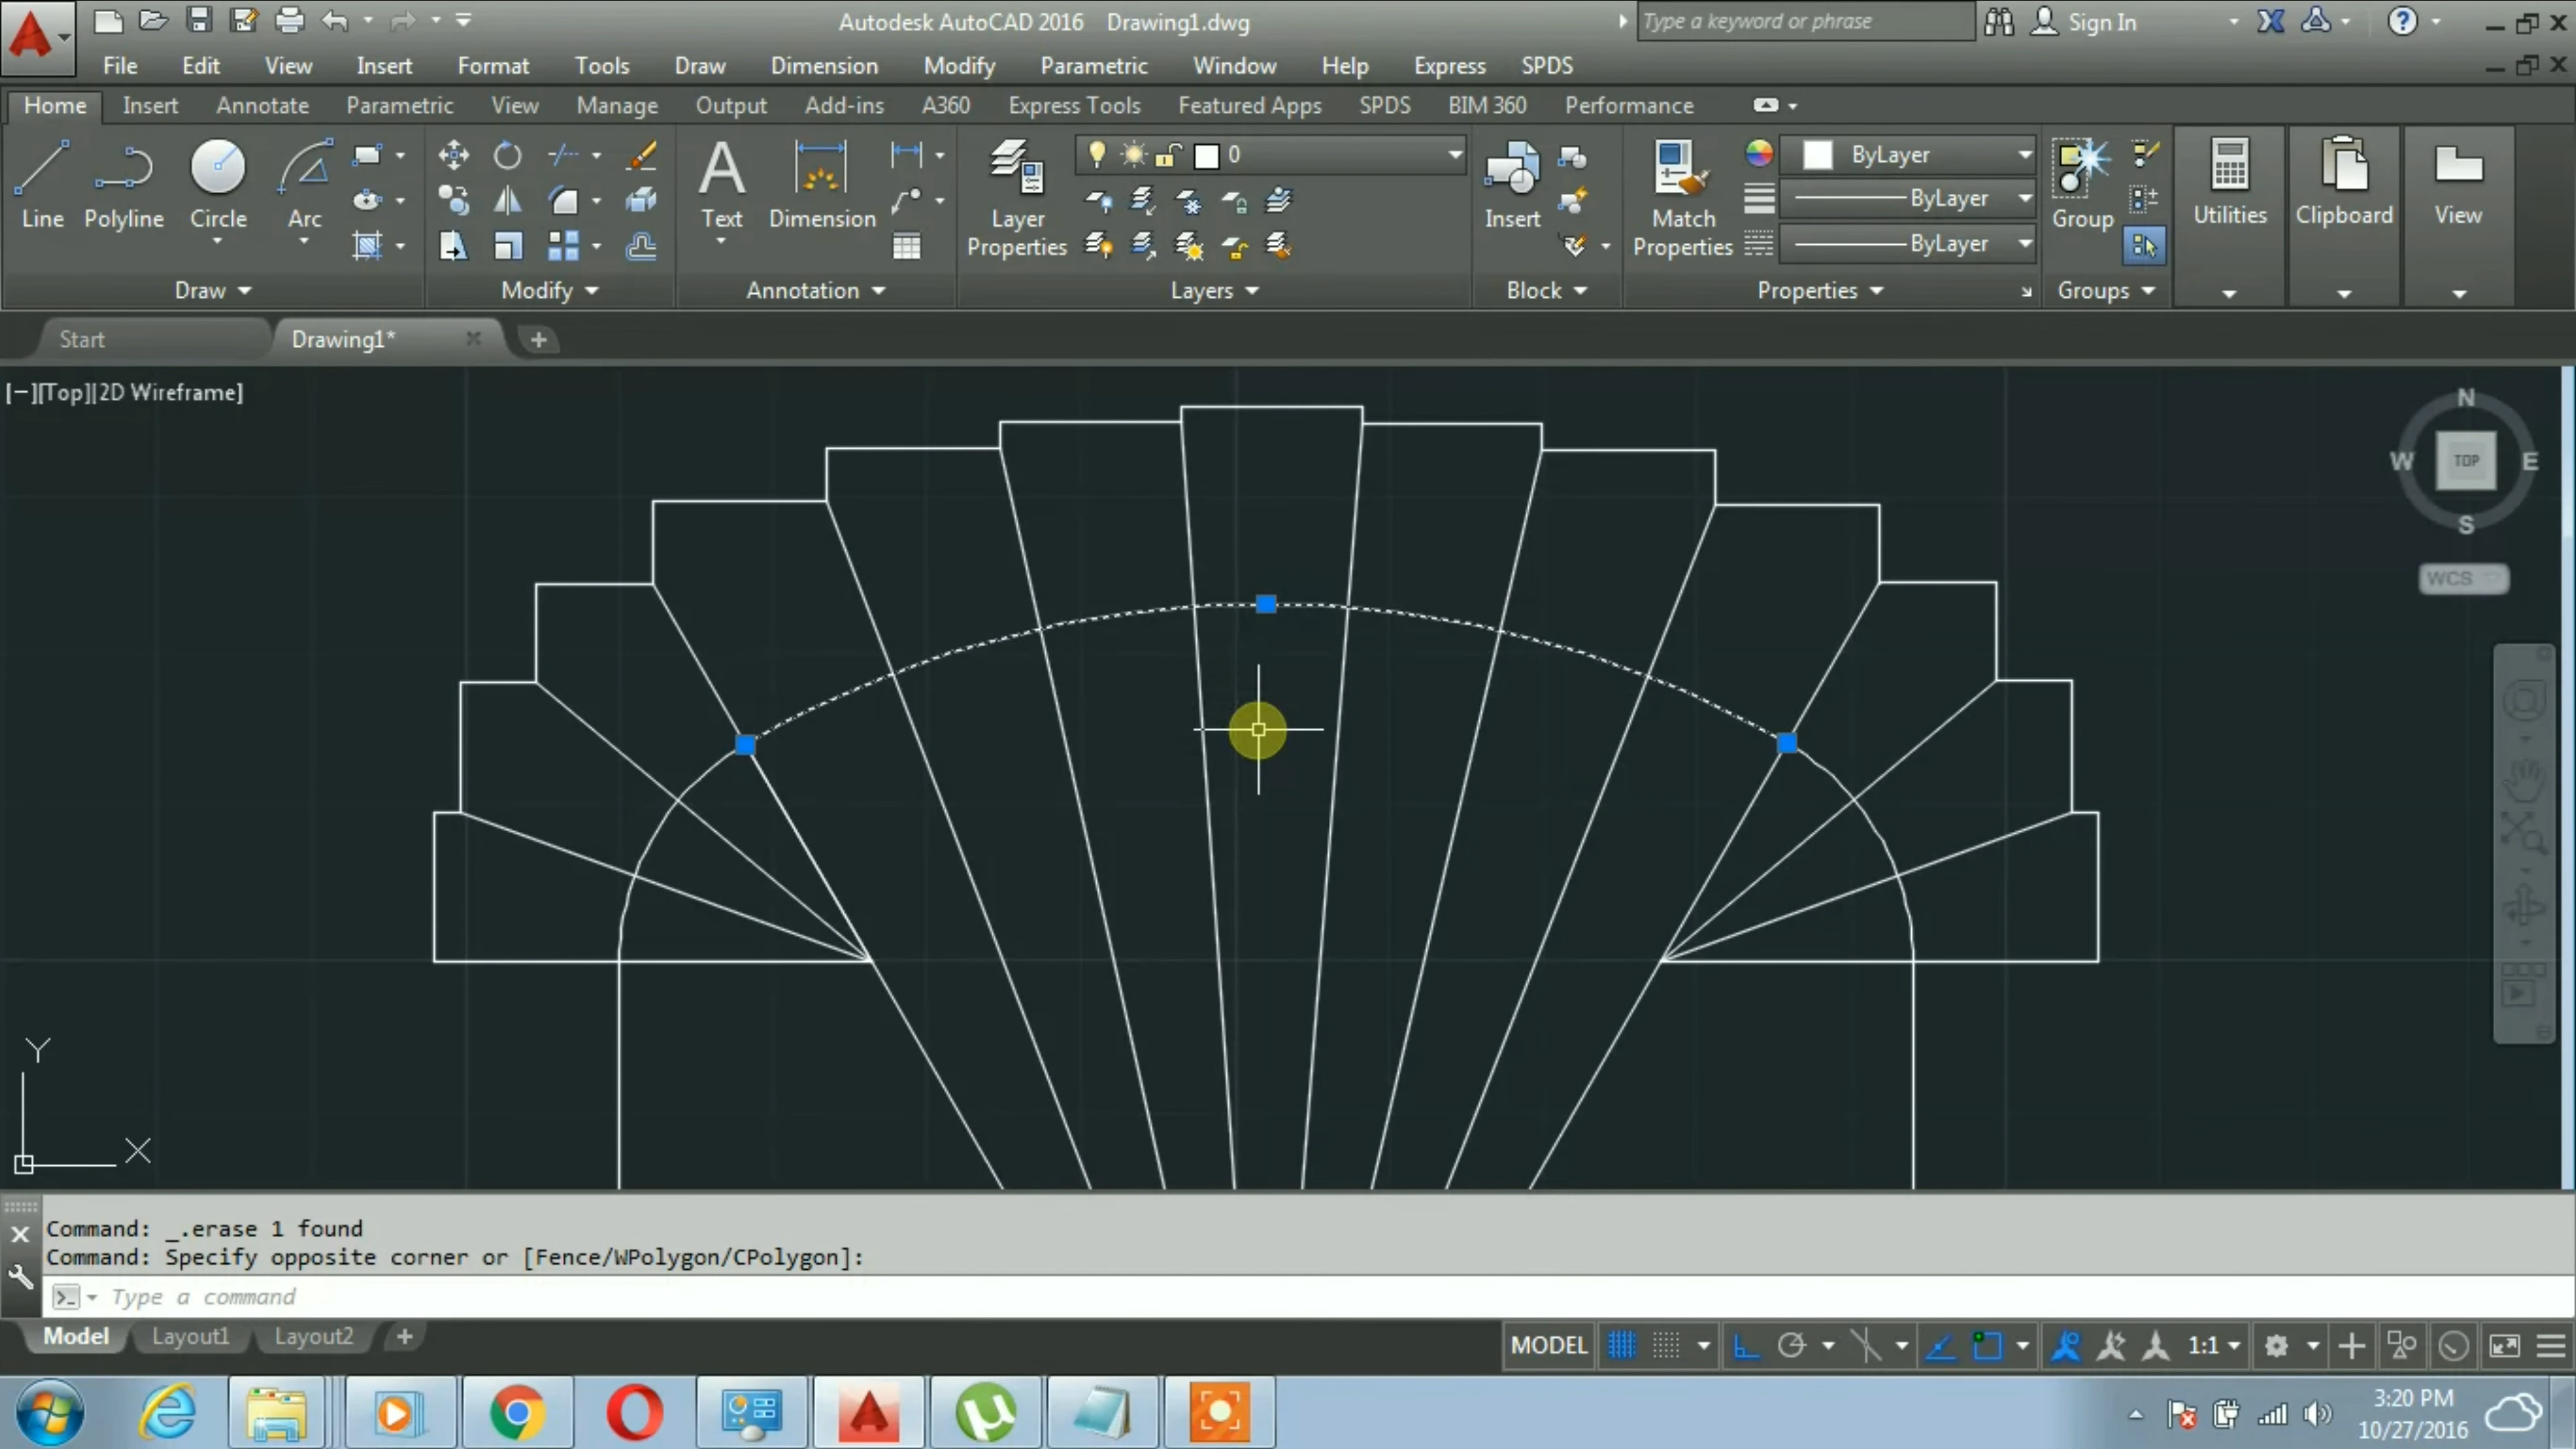 Autodesk AutoCAD 2016 Drawing1.dwg
Type a keyword or phrase
Sign In
File Edit View Insert Format Tools Draw Dimension Modify Parametric Window Help Express SPDS
Home Insert Annotate Parametric View Manage Output Add-ins A360 Express Tools Featured Apps SPDS BIM 360 Performance
Line Polyline Circle Arc
Text Dimension
Layer Properties
0
Insert
Match Properties
ByLayer
ByLayer
ByLayer
Group
Utilities
Clipboard
View
Draw Modify Annotation Layers Block Properties Groups
Start Drawing1*
[−][Top][2D Wireframe]
N
W TOP E
S
WCS
Y
X
Command: _.erase 1 found
Command: Specify opposite corner or [Fence/WPolygon/CPolygon]:
Type a command
Model Layout1 Layout2
MODEL 1:1
3:20 PM
10/27/2016